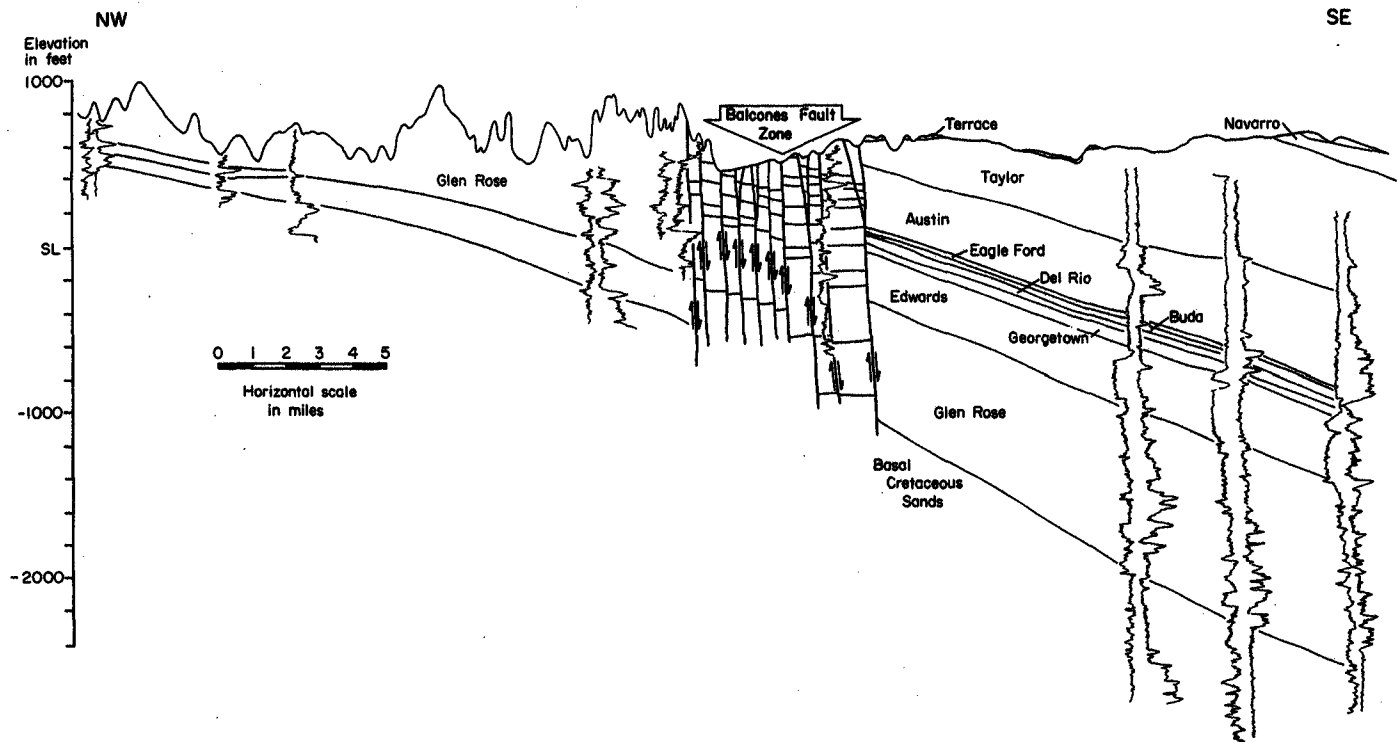 NW
SE
Elevation
in feet
1000
Balcones Fault
Zone
Terrace
Navarro
Glen Rose
Taylor
Austin
SL
Eagle Ford
Del Rio
Edwards
Buda
Georgetown
0 1 2 3 4 5
Horizontal scale
in miles
-1000
Glen Rose
Basal
Cretaceous
Sands
-2000